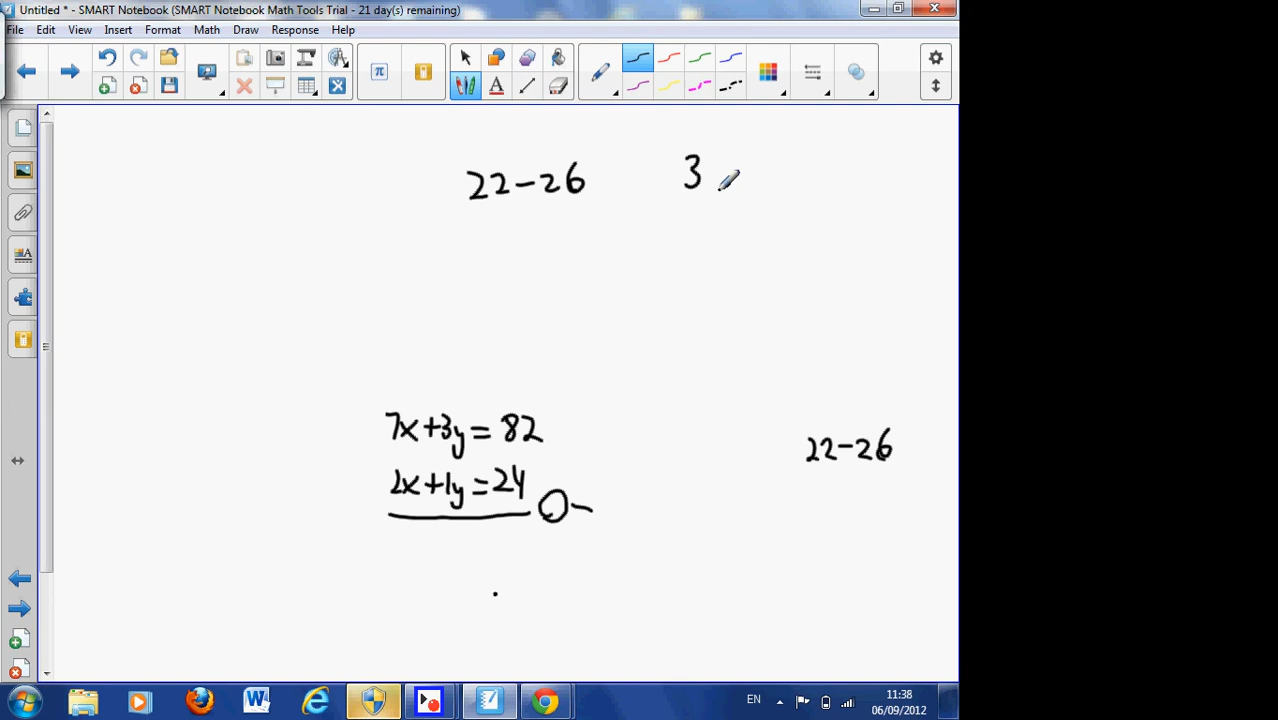 Untitled * - SMART Notebook (SMART Notebook Math Tools Trial - 21 day(s) remaining)
File Edit View Insert Format Math Draw Response Help
22-26 3
7x+3y=82
2x+1y=24
22-26
EN
11:38
06/09/2012